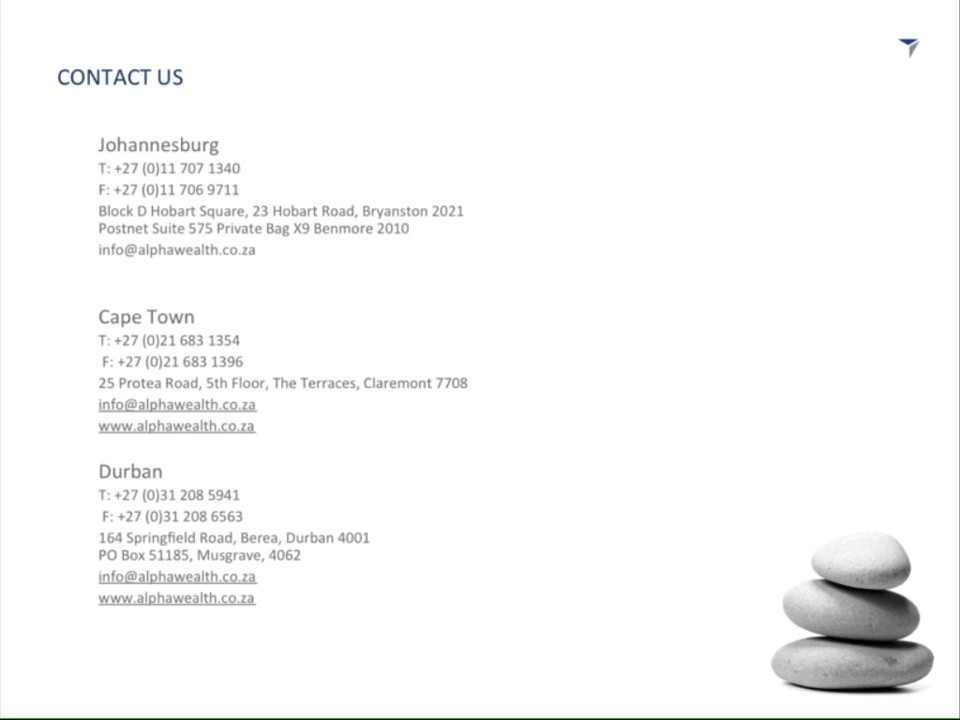 CONTACT US
Johannesburg
T: +27 (0)11 707 1340
F: +27 (0)11 706 9711
Block D Hobart Square, 23 Hobart Road, Bryanston 2021
Postnet Suite 575 Private Bag X9 Benmore 2010
info@alphawealth.co.za
Cape Town
T: +27 (0)21 683 1354
F: +27 (0)21 683 1396
25 Protea Road, 5th Floor, The Terraces, Claremont 7708
info@alphawealth.co.za
www.alphawealth.co.za
Durban
T: +27 (0)31 208 5941
F: +27 (0)31 208 6563
164 Springfield Road, Berea, Durban 4001
PO Box 51185, Musgrave, 4062
info@alphawealth.co.za
www.alphawealth.co.za